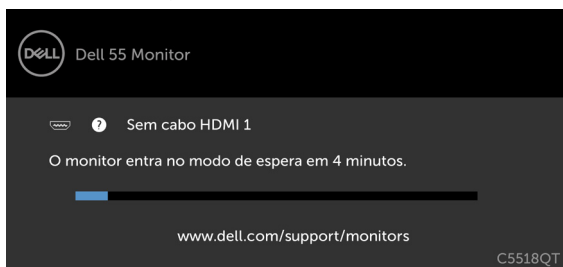 DELL Dell 55 Monitor
? Sem cabo HDMI 1
O monitor entra no modo de espera em 4 minutos.
www.dell.com/support/monitors
C5518QT